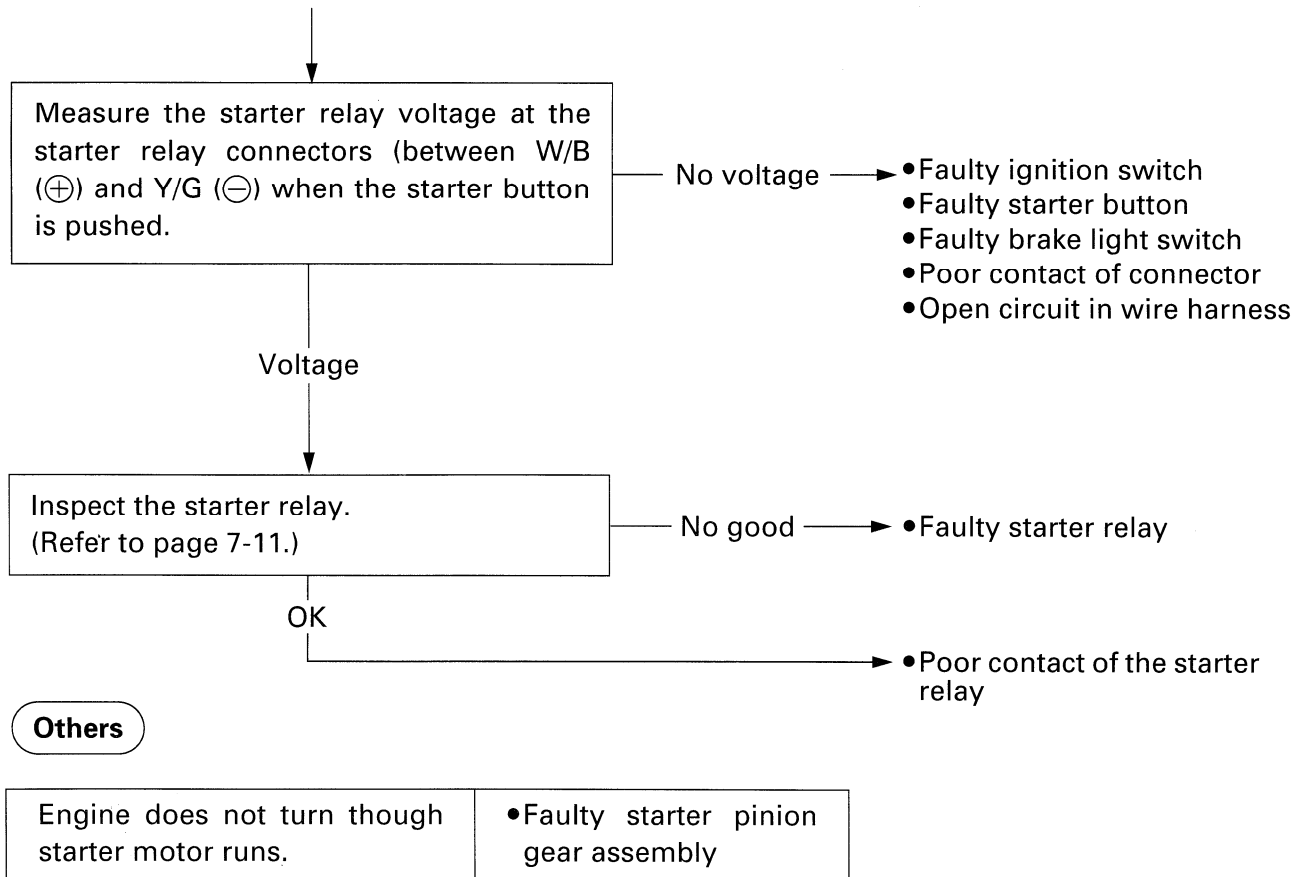 Measure the starter relay voltage at the
starter relay connectors (between W/B
(⊕) and Y/G (⊖) when the starter button
is pushed.
No voltage
•Faulty ignition switch
•Faulty starter button
•Faulty brake light switch
•Poor contact of connector
•Open circuit in wire harness
Voltage
Inspect the starter relay.
(Refer to page 7-11.)
No good
•Faulty starter relay
OK
•Poor contact of the starter
relay
Others
Engine does not turn though
starter motor runs.
•Faulty starter pinion
gear assembly